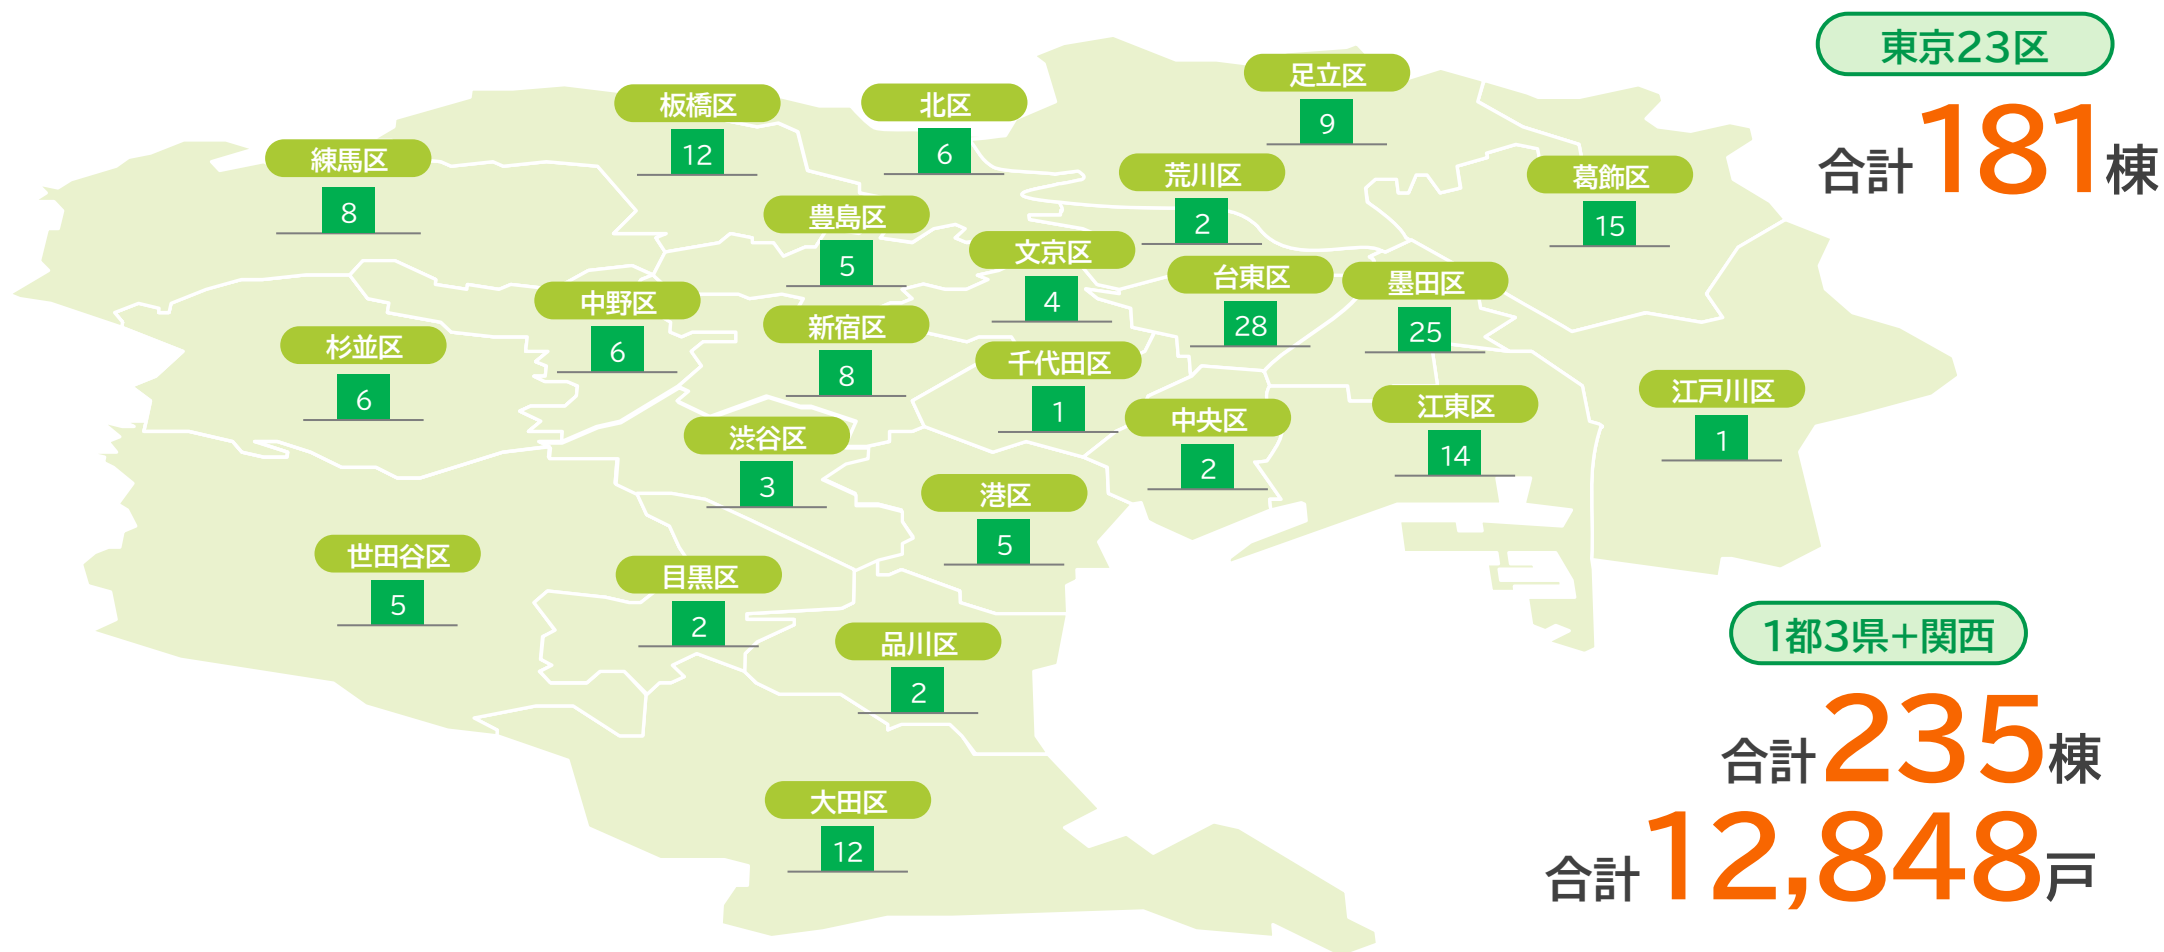 東京23区
合計181棟
足立区
9
板橋区
12
北区
6
練馬区
8
荒川区
2
葛飾区
15
豊島区
5
文京区
4
台東区
28
墨田区
25
中野区
6
新宿区
8
杉並区
6
千代田区
1
江戸川区
1
江東区
14
中央区
2
渋谷区
3
港区
5
世田谷区
5
目黒区
2
品川区
2
大田区
12
1都3県+関西
合計235棟
合計12,848戸